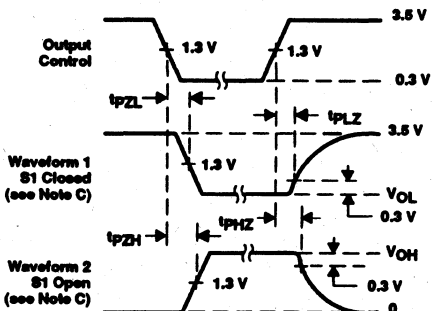 3.5 V
Output
Control
1.3 V
1.3 V
0.3 V
tPZL
tPLZ
3.5 V
Waveform 1
S1 Closed
(see Note C)
1.3 V
VOL
0.3 V
tPZH
tPHZ
VOH
Waveform 2
S1 Open
(see Note C)
1.3 V
0.3 V
0